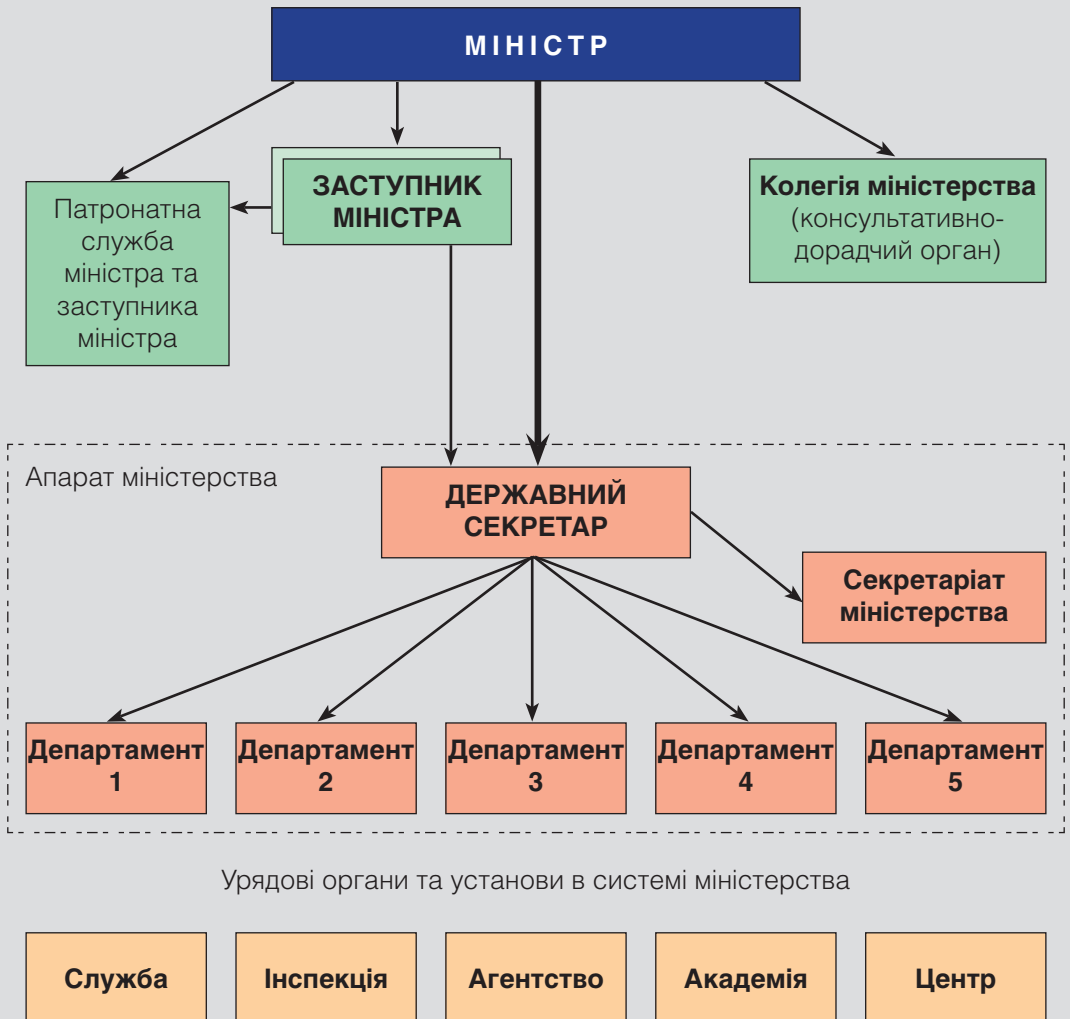 МІНІСТР
ЗАСТУПНИК
МІНІСТРА
Патронатна
служба
міністра та
заступника
міністра
Колегія міністерства
(консультативно-
дорадчий орган)
Апарат міністерства
ДЕРЖАВНИЙ
СЕКРЕТАР
Секретаріат
міністерства
Департамент
1
Департамент
2
Департамент
3
Департамент
4
Департамент
5
Урядові органи та установи в системі міністерства
Служба
Інспекція
Агентство
Академія
Центр